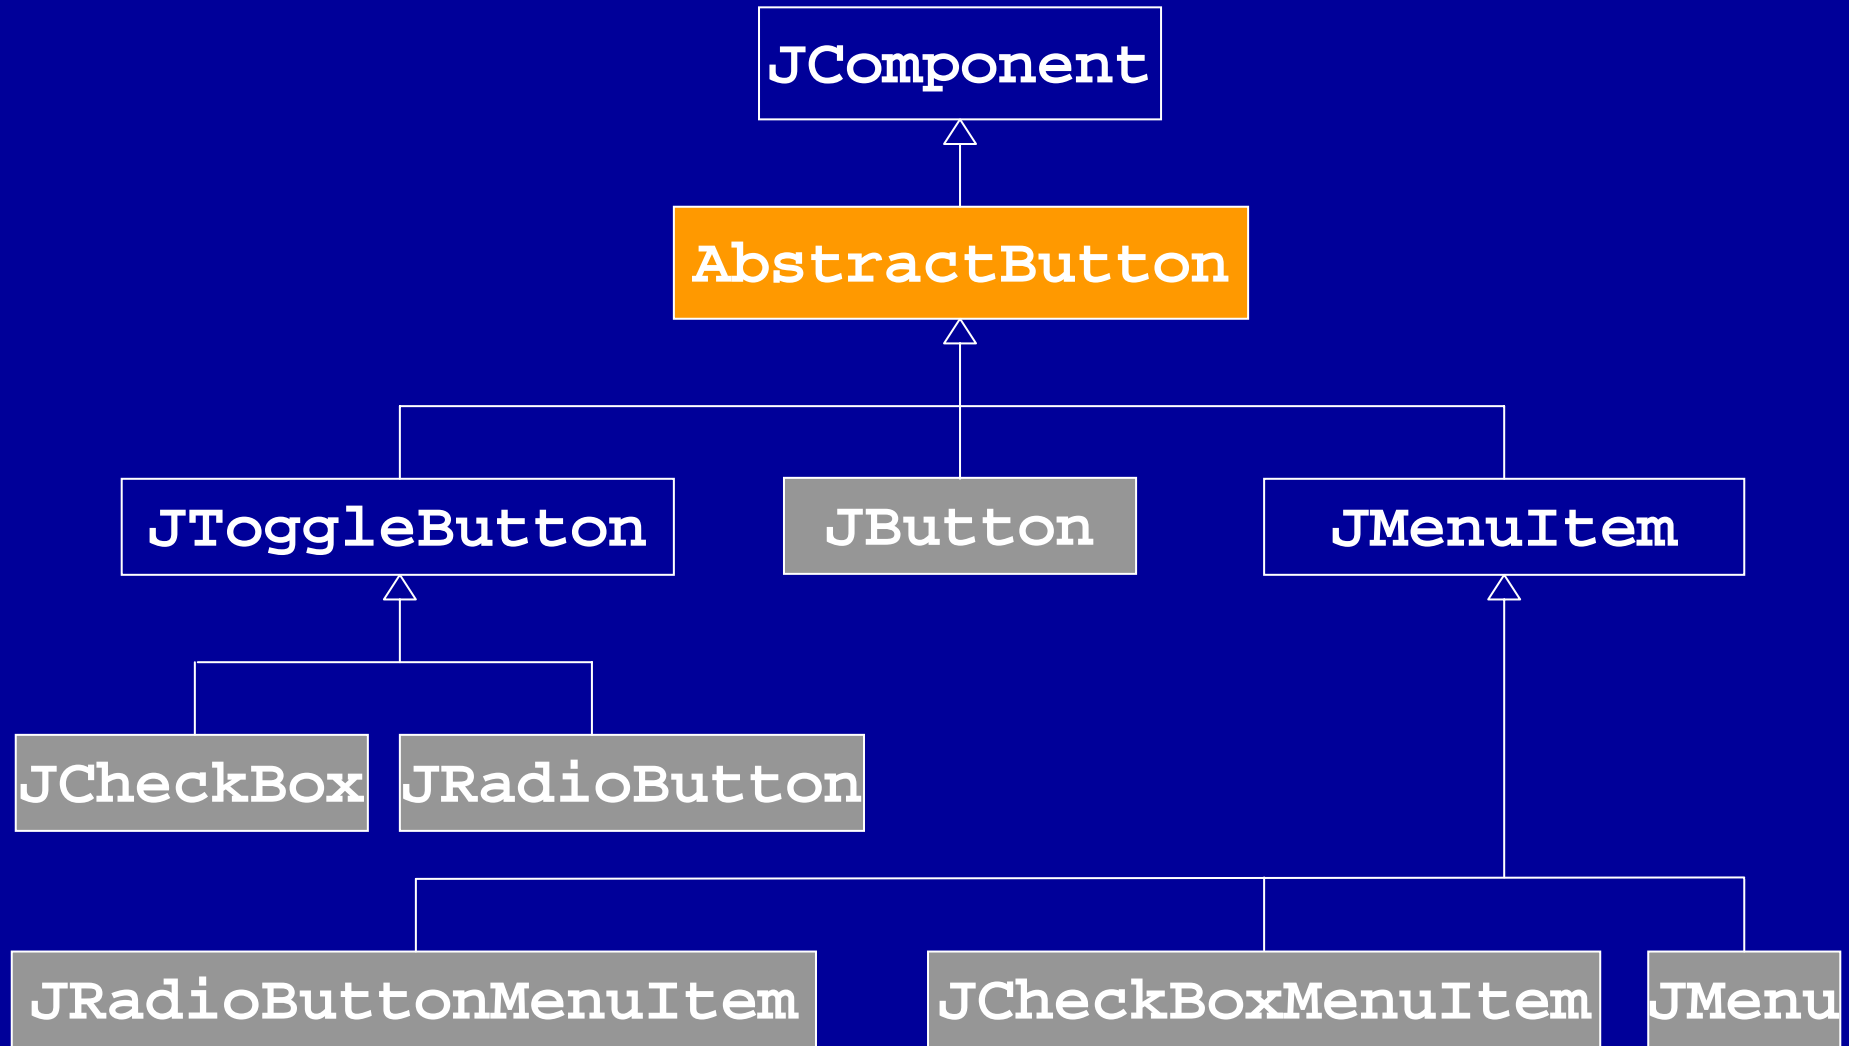 JComponent
AbstractButton
JToggleButton
JButton
JMenuItem
JCheckBox
JRadioButton
JRadioButtonMenuItem
JCheckBoxMenuItem
JMenu